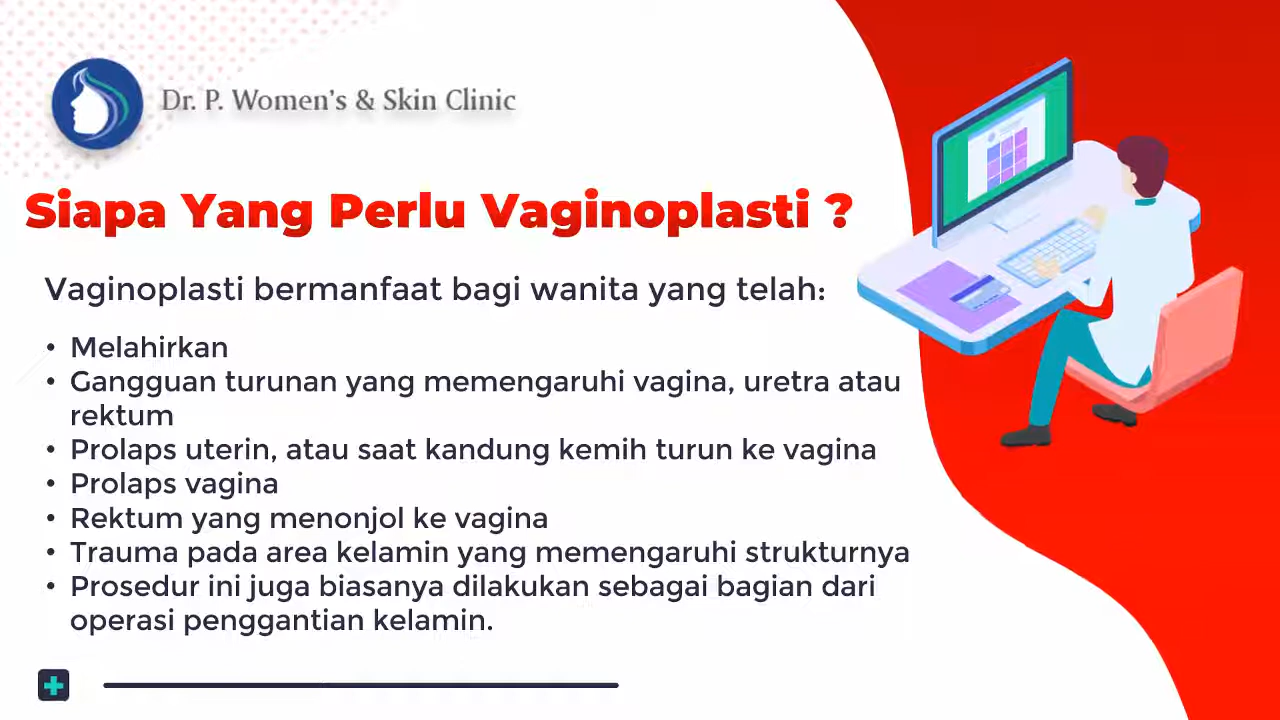 Dr. P. Women's & Skin Clinic
Siapa Yang Perlu Vaginoplasti ?
Vaginoplasti bermanfaat bagi wanita yang telah:
• Melahirkan
• Gangguan turunan yang memengaruhi vagina, uretra atau
rektum
• Prolaps uterin, atau saat kandung kemih turun ke vagina
• Prolaps vagina
• Rektum yang menonjol ke vagina
• Trauma pada area kelamin yang memengaruhi strukturnya
• Prosedur ini juga biasanya dilakukan sebagai bagian dari
operasi penggantian kelamin.